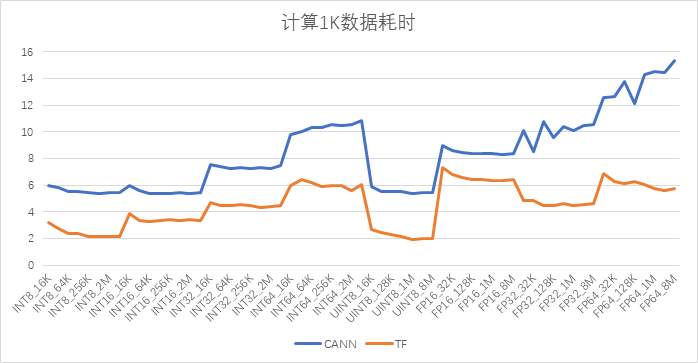 计算1K数据耗时
16
14
12
10
8
6
4
2
0
INT8_16K
INT8_64K
INT8_256K
INT8_2M
INT16_16K
INT16_64K
INT16_256K
INT16_2M
INT32_16K
INT32_64K
INT32_256K
INT32_2M
INT64_16K
INT64_64K
INT64_256K
INT64_2M
UINT8_16K
UINT8_128K
UINT8_1M
UINT8_8M
FP16_32K
FP16_128K
FP16_1M
FP16_8M
FP32_32K
FP32_128K
FP32_1M
FP32_8M
FP64_32K
FP64_128K
FP64_1M
FP64_8M
CANN
TF